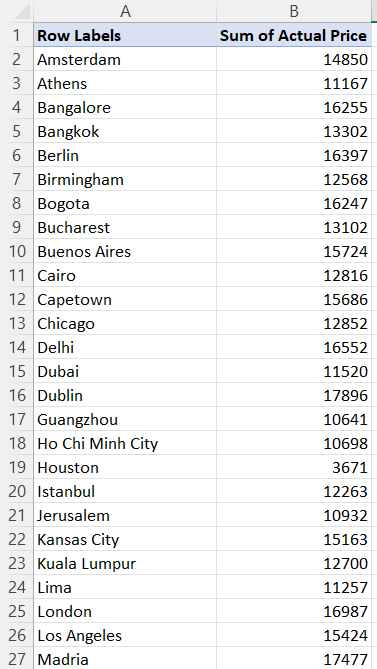 A B
1 Row Labels Sum of Actual Price
2 Amsterdam 14850
3 Athens 11167
4 Bangalore 16255
5 Bangkok 13302
6 Berlin 16397
7 Birmingham 12568
8 Bogota 16247
9 Bucharest 13102
10 Buenos Aires 15724
11 Cairo 12816
12 Capetown 15686
13 Chicago 12852
14 Delhi 16552
15 Dubai 11520
16 Dublin 17896
17 Guangzhou 10641
18 Ho Chi Minh City 10698
19 Houston 3671
20 Istanbul 12263
21 Jerusalem 10932
22 Kansas City 15163
23 Kuala Lumpur 12700
24 Lima 11257
25 London 16987
26 Los Angeles 15424
27 Madria 17477